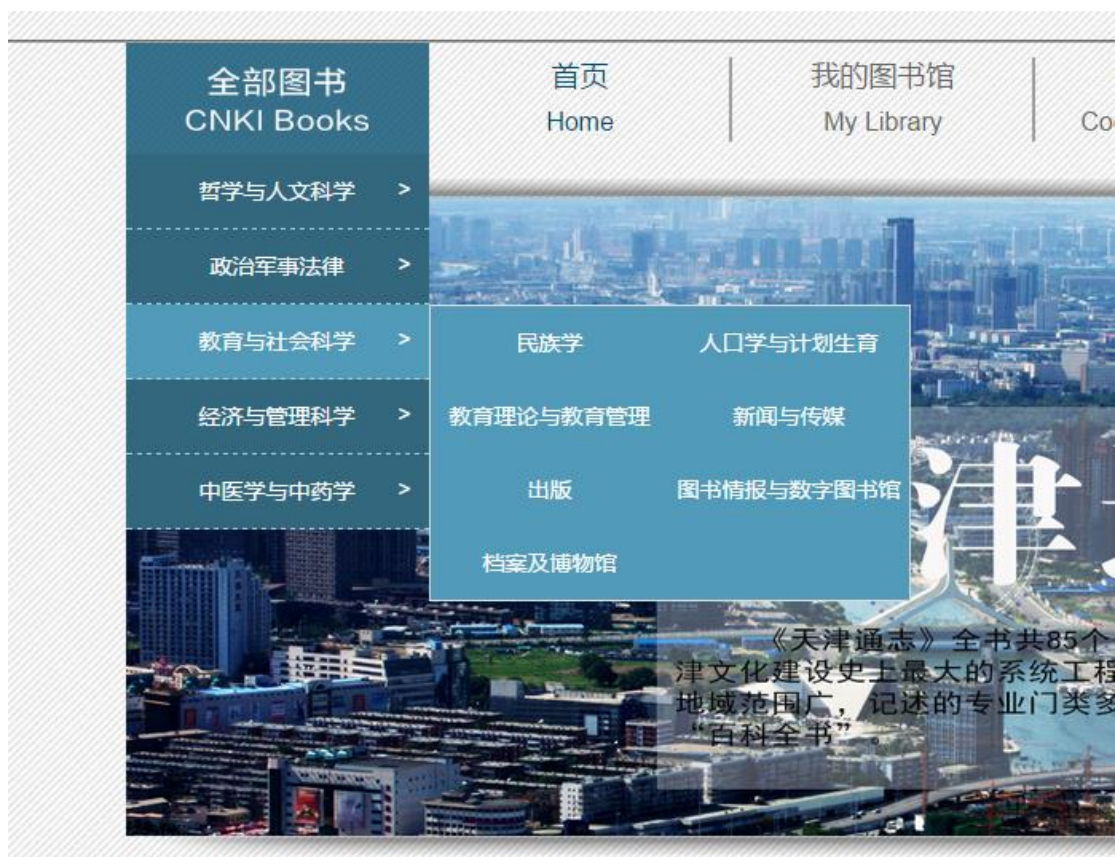 全部图书
CNKI Books
首页
Home
我的图书馆
My Library
哲学与人文科学 >
政治军事法律 >
教育与社会科学 >
经济与管理科学 >
中医学与中药学 >
民族学 人口学与计划生育
教育理论与教育管理 新闻与传媒
出版 图书情报与数字图书馆
档案及博物馆
津
《天津通志》全书共85个
津文化建设史上最大的系统工程
地域范围广，记述的专业门类多
“百科全书”。